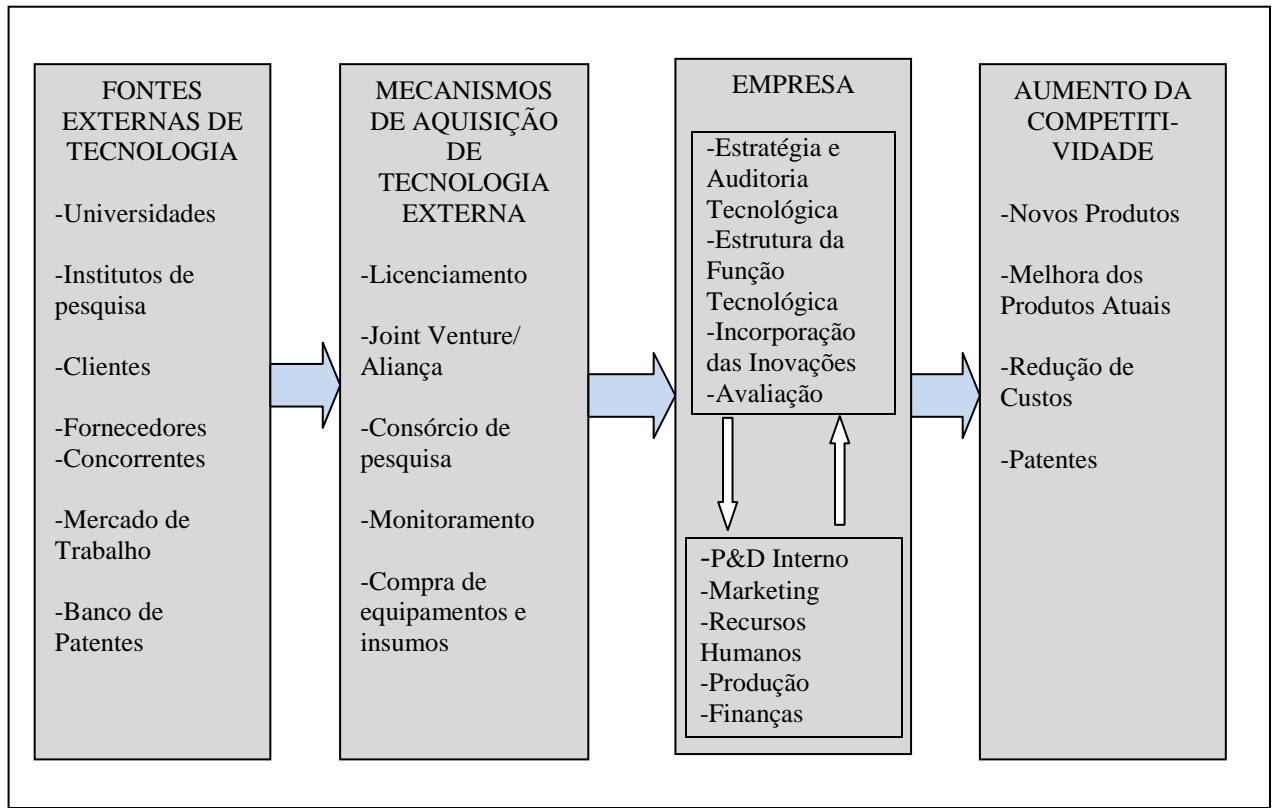 FONTES
EXTERNAS DE
TECNOLOGIA
-Universidades
-Institutos de
pesquisa
-Clientes
-Fornecedores
-Concorrentes
-Mercado de
Trabalho
-Banco de
Patentes
MECANISMOS
DE AQUISIÇÃO
DE
TECNOLOGIA
EXTERNA
-Licenciamento
-Joint Venture/
Aliança
-Consórcio de
pesquisa
-Monitoramento
-Compra de
equipamentos e
insumos
EMPRESA
-Estratégia e
Auditoria
Tecnológica
-Estrutura da
Função
Tecnológica
-Incorporação
das Inovações
-Avaliação
-P&D Interno
-Marketing
-Recursos
Humanos
-Produção
-Finanças
AUMENTO DA
COMPETITI-
VIDADE
-Novos Produtos
-Melhora dos
Produtos Atuais
-Redução de
Custos
-Patentes